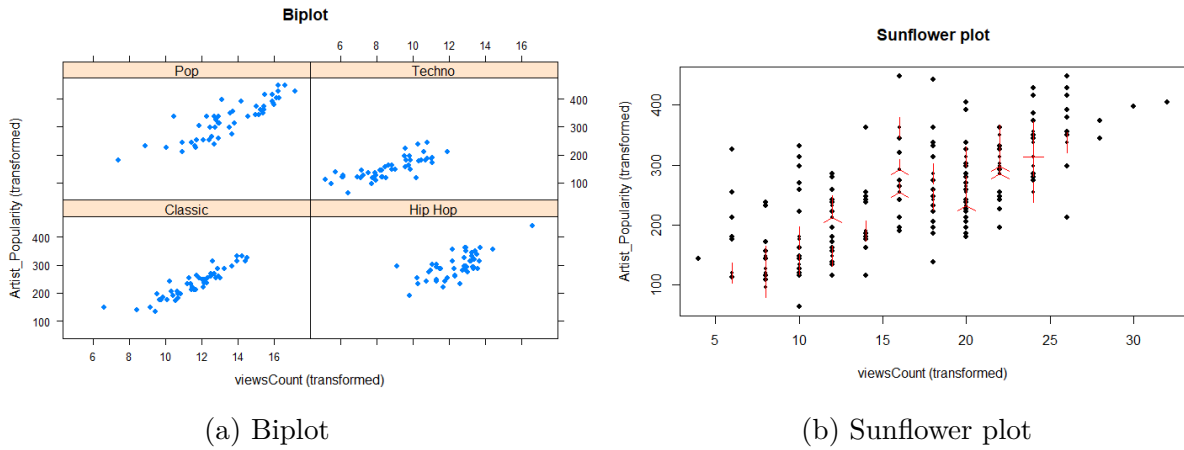 Biplot
6 8 10 12 14 16
Pop Techno
400
300
200
100
Classic Hip Hop
400
300
200
100
6 8 10 12 14 16
Artist_Popularity (transformed)
viewsCount (transformed)
(a) Biplot
Sunflower plot
400
300
200
100
5 10 15 20 25 30
Artist_Popularity (transformed)
viewsCount (transformed)
(b) Sunflower plot